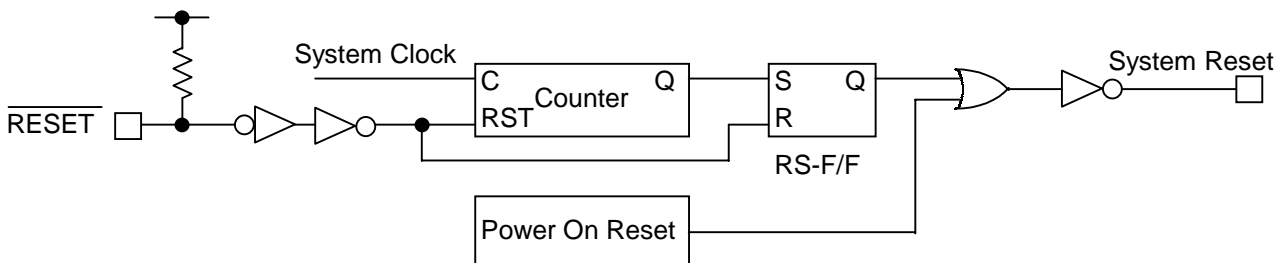 System Clock
System Reset
C
Q
Counter
RST
S
Q
R
RESET
RS-F/F
Power On Reset